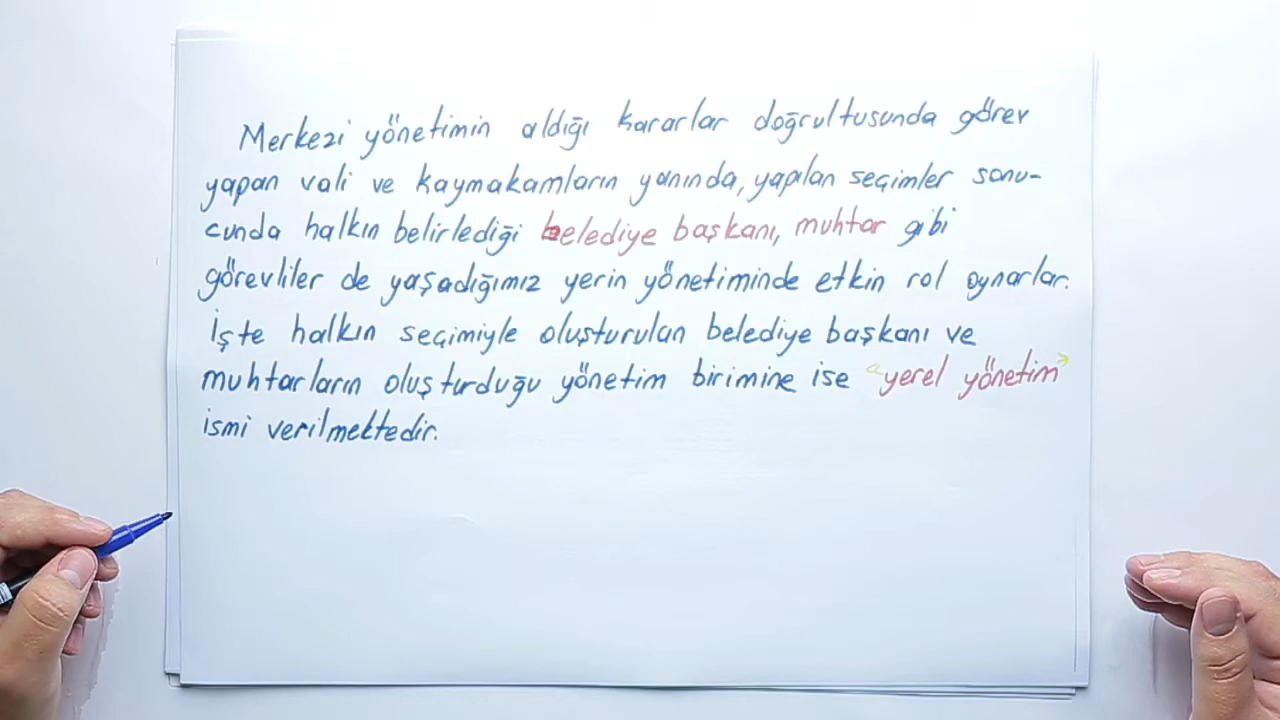 Merkezi yönetimin aldığı kararlar doğrultusunda görev
yapan vali ve kaymakamların yanında, yapılan seçimler sonu-
cunda halkın belirlediği belediye başkanı, muhtar gibi
görevliler de yaşadığımız yerin yönetiminde etkin rol oynarlar.
İşte halkın seçimiyle oluşturulan belediye başkanı ve
muhtarların oluşturduğu yönetim birimine ise "yerel yönetim"
ismi verilmektedir.